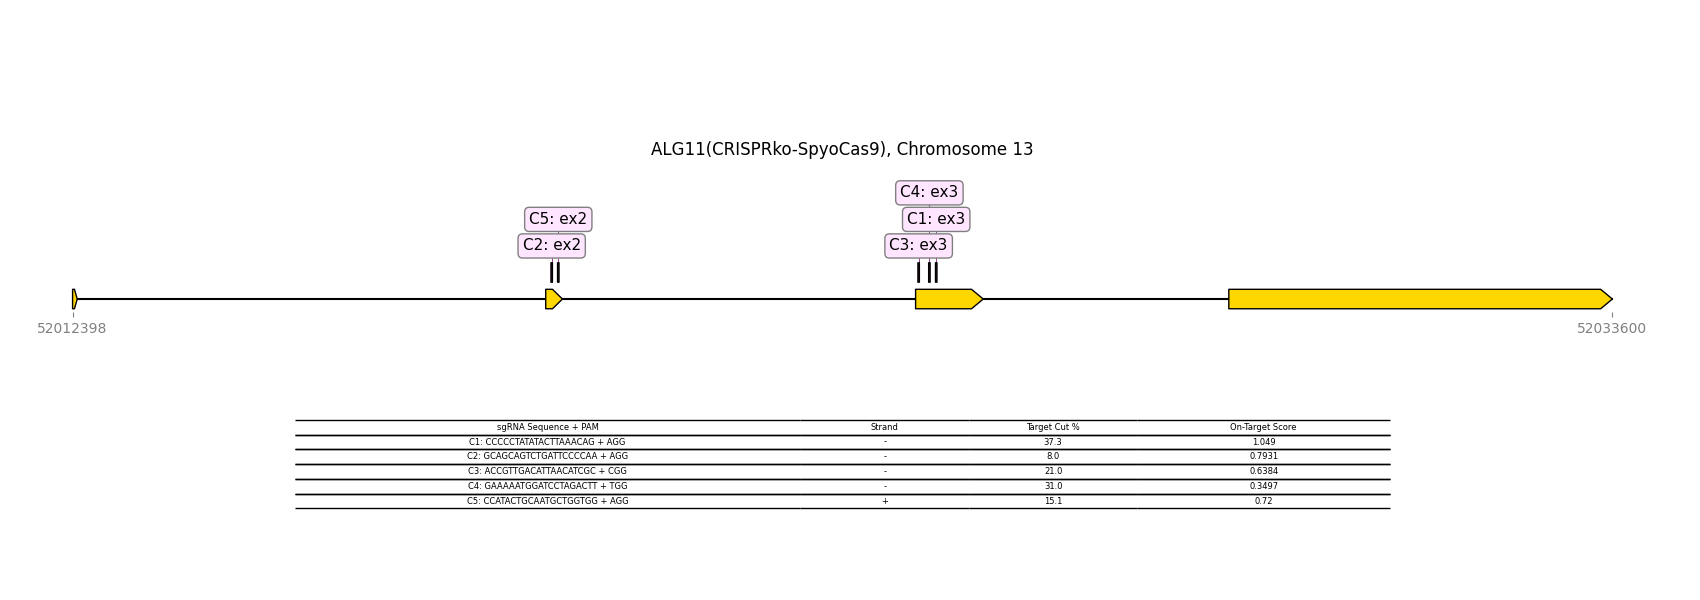 ALG11(CRISPRko-SpyoCas9), Chromosome 13
C4: ex3
C5: ex2
C1: ex3
C2: ex2
C3: ex3
52012398
52033600
sgRNA Sequence + PAM Strand Target Cut % On-Target Score
C1: CCCCCTATATACTTAAACAG + AGG - 37.3 1.049
C2: GCAGCAGTCTGATTCCCCAA + AGG - 8.0 0.7931
C3: ACCGTTGACATTAACATCGC + CGG - 21.0 0.6384
C4: GAAAAATGGATCCTAGACTT + TGG - 31.0 0.3497
C5: CCATACTGCAATGCTGGTGG + AGG + 15.1 0.72